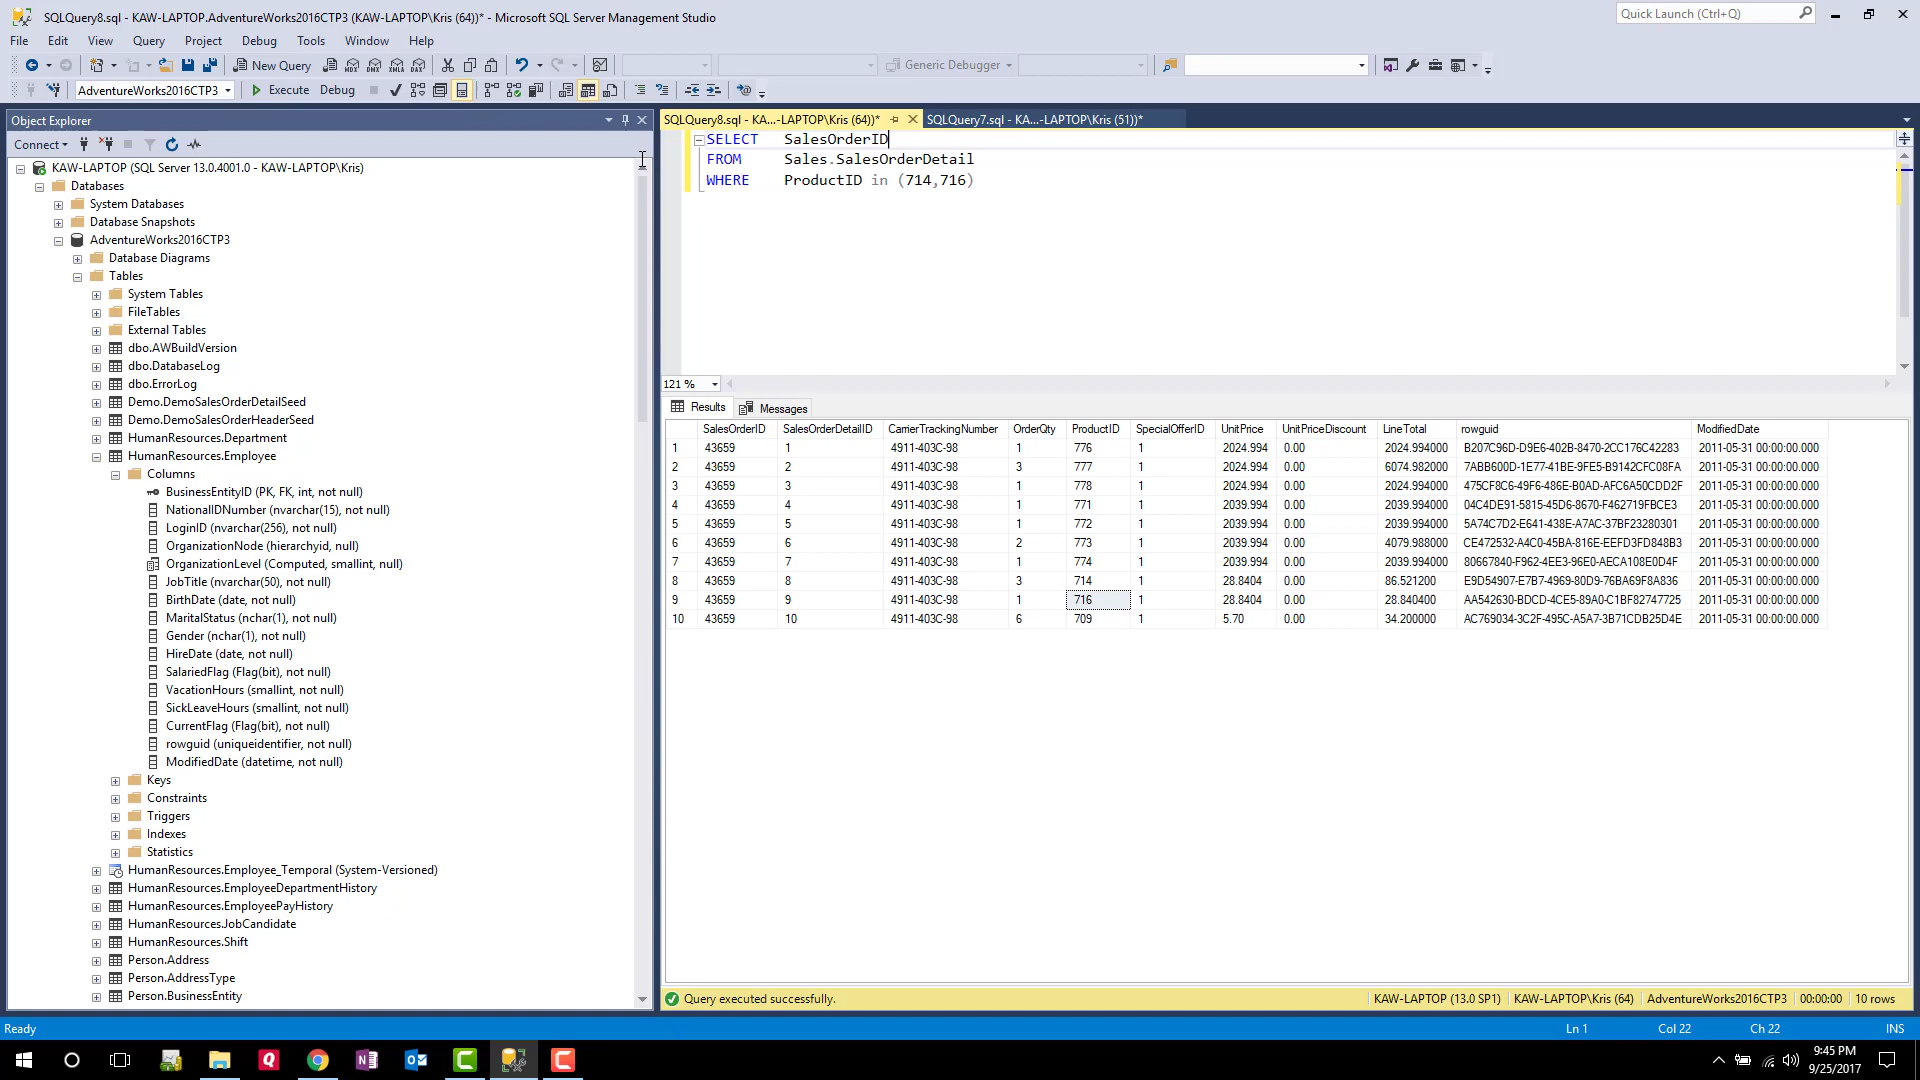 SQLQuery8.sql - KAW-LAPTOP.AdventureWorks2016CTP3 (KAW-LAPTOP\Kris (64))* - Microsoft SQL Server Management Studio
Quick Launch (Ctrl+Q)
File Edit View Query Project Debug Tools Window Help
New Query
Generic Debugger
AdventureWorks2016CTP3
Execute Debug
Object Explorer
Connect
KAW-LAPTOP (SQL Server 13.0.4001.0 - KAW-LAPTOP\Kris)
Databases
System Databases
Database Snapshots
AdventureWorks2016CTP3
Database Diagrams
Tables
System Tables
FileTables
External Tables
dbo.AWBuildVersion
dbo.DatabaseLog
dbo.ErrorLog
Demo.DemoSalesOrderDetailSeed
Demo.DemoSalesOrderHeaderSeed
HumanResources.Department
HumanResources.Employee
Columns
BusinessEntityID (PK, FK, int, not null)
NationalIDNumber (nvarchar(15), not null)
LoginID (nvarchar(256), not null)
OrganizationNode (hierarchyid, null)
OrganizationLevel (Computed, smallint, null)
JobTitle (nvarchar(50), not null)
BirthDate (date, not null)
MaritalStatus (nchar(1), not null)
Gender (nchar(1), not null)
HireDate (date, not null)
SalariedFlag (Flag(bit), not null)
VacationHours (smallint, not null)
SickLeaveHours (smallint, not null)
CurrentFlag (Flag(bit), not null)
rowguid (uniqueidentifier, not null)
ModifiedDate (datetime, not null)
Keys
Constraints
Triggers
Indexes
Statistics
HumanResources.Employee_Temporal (System-Versioned)
HumanResources.EmployeeDepartmentHistory
HumanResources.EmployeePayHistory
HumanResources.JobCandidate
HumanResources.Shift
Person.Address
Person.AddressType
Person.BusinessEntity
SQLQuery8.sql - KA...-LAPTOP\Kris (64))* SQLQuery7.sql - KA...-LAPTOP\Kris (51))*
SELECT SalesOrderID
FROM Sales.SalesOrderDetail
WHERE ProductID in (714,716)
121 %
Results Messages
SalesOrderID SalesOrderDetailID CarrierTrackingNumber OrderQty ProductID SpecialOfferID UnitPrice UnitPriceDiscount LineTotal rowguid ModifiedDate
1 43659 1 4911-403C-98 1 776 1 2024.994 0.00 2024.994000 B207C96D-D9E6-402B-8470-2CC176C42283 2011-05-31 00:00:00.000
2 43659 2 4911-403C-98 3 777 1 2024.994 0.00 6074.982000 7ABB600D-1E77-41BE-9FE5-B9142CFC08FA 2011-05-31 00:00:00.000
3 43659 3 4911-403C-98 1 778 1 2024.994 0.00 2024.994000 475CF8C6-49F6-486E-B0AD-AFC6A50CDD2F 2011-05-31 00:00:00.000
4 43659 4 4911-403C-98 1 771 1 2039.994 0.00 2039.994000 04C4DE91-5815-45D6-8670-F462719FBCE3 2011-05-31 00:00:00.000
5 43659 5 4911-403C-98 1 772 1 2039.994 0.00 2039.994000 5A74C7D2-E641-438E-A7AC-37BF23280301 2011-05-31 00:00:00.000
6 43659 6 4911-403C-98 2 773 1 2039.994 0.00 4079.988000 CE472532-A4C0-45BA-816E-EEFD3FD848B3 2011-05-31 00:00:00.000
7 43659 7 4911-403C-98 1 774 1 2039.994 0.00 2039.994000 80667840-F962-4EE3-96E0-AECA108E0D4F 2011-05-31 00:00:00.000
8 43659 8 4911-403C-98 3 714 1 28.8404 0.00 86.521200 E9D54907-E7B7-4969-80D9-76BA69F8A836 2011-05-31 00:00:00.000
9 43659 9 4911-403C-98 1 716 1 28.8404 0.00 28.840400 AA542630-BDCD-4CE5-89A0-C1BF82747725 2011-05-31 00:00:00.000
10 43659 10 4911-403C-98 6 709 1 5.70 0.00 34.200000 AC769034-3C2F-495C-A5A7-3B71CDB25D4E 2011-05-31 00:00:00.000
Query executed successfully. KAW-LAPTOP (13.0 SP1) KAW-LAPTOP\Kris (64) AdventureWorks2016CTP3 00:00:00 10 rows
Ready Ln 1 Col 22 Ch 22 INS
9:45 PM
9/25/2017